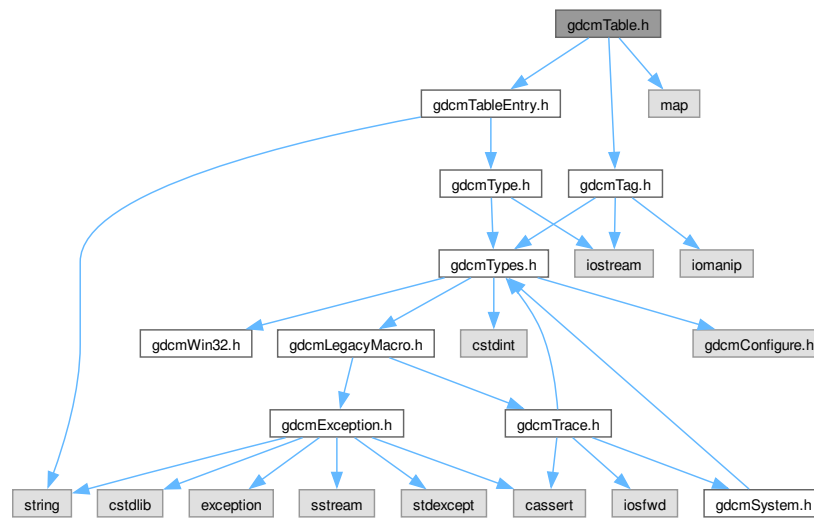 gdcmTable.h
gdcmTableEntry.h
map
gdcmType.h
gdcmTag.h
gdcmTypes.h
iostream
iomanip
gdcmWin32.h
gdcmLegacyMacro.h
cstdint
gdcmConfigure.h
gdcmException.h
gdcmTrace.h
string
cstdlib
exception
sstream
stdexcept
cassert
iosfwd
gdcmSystem.h